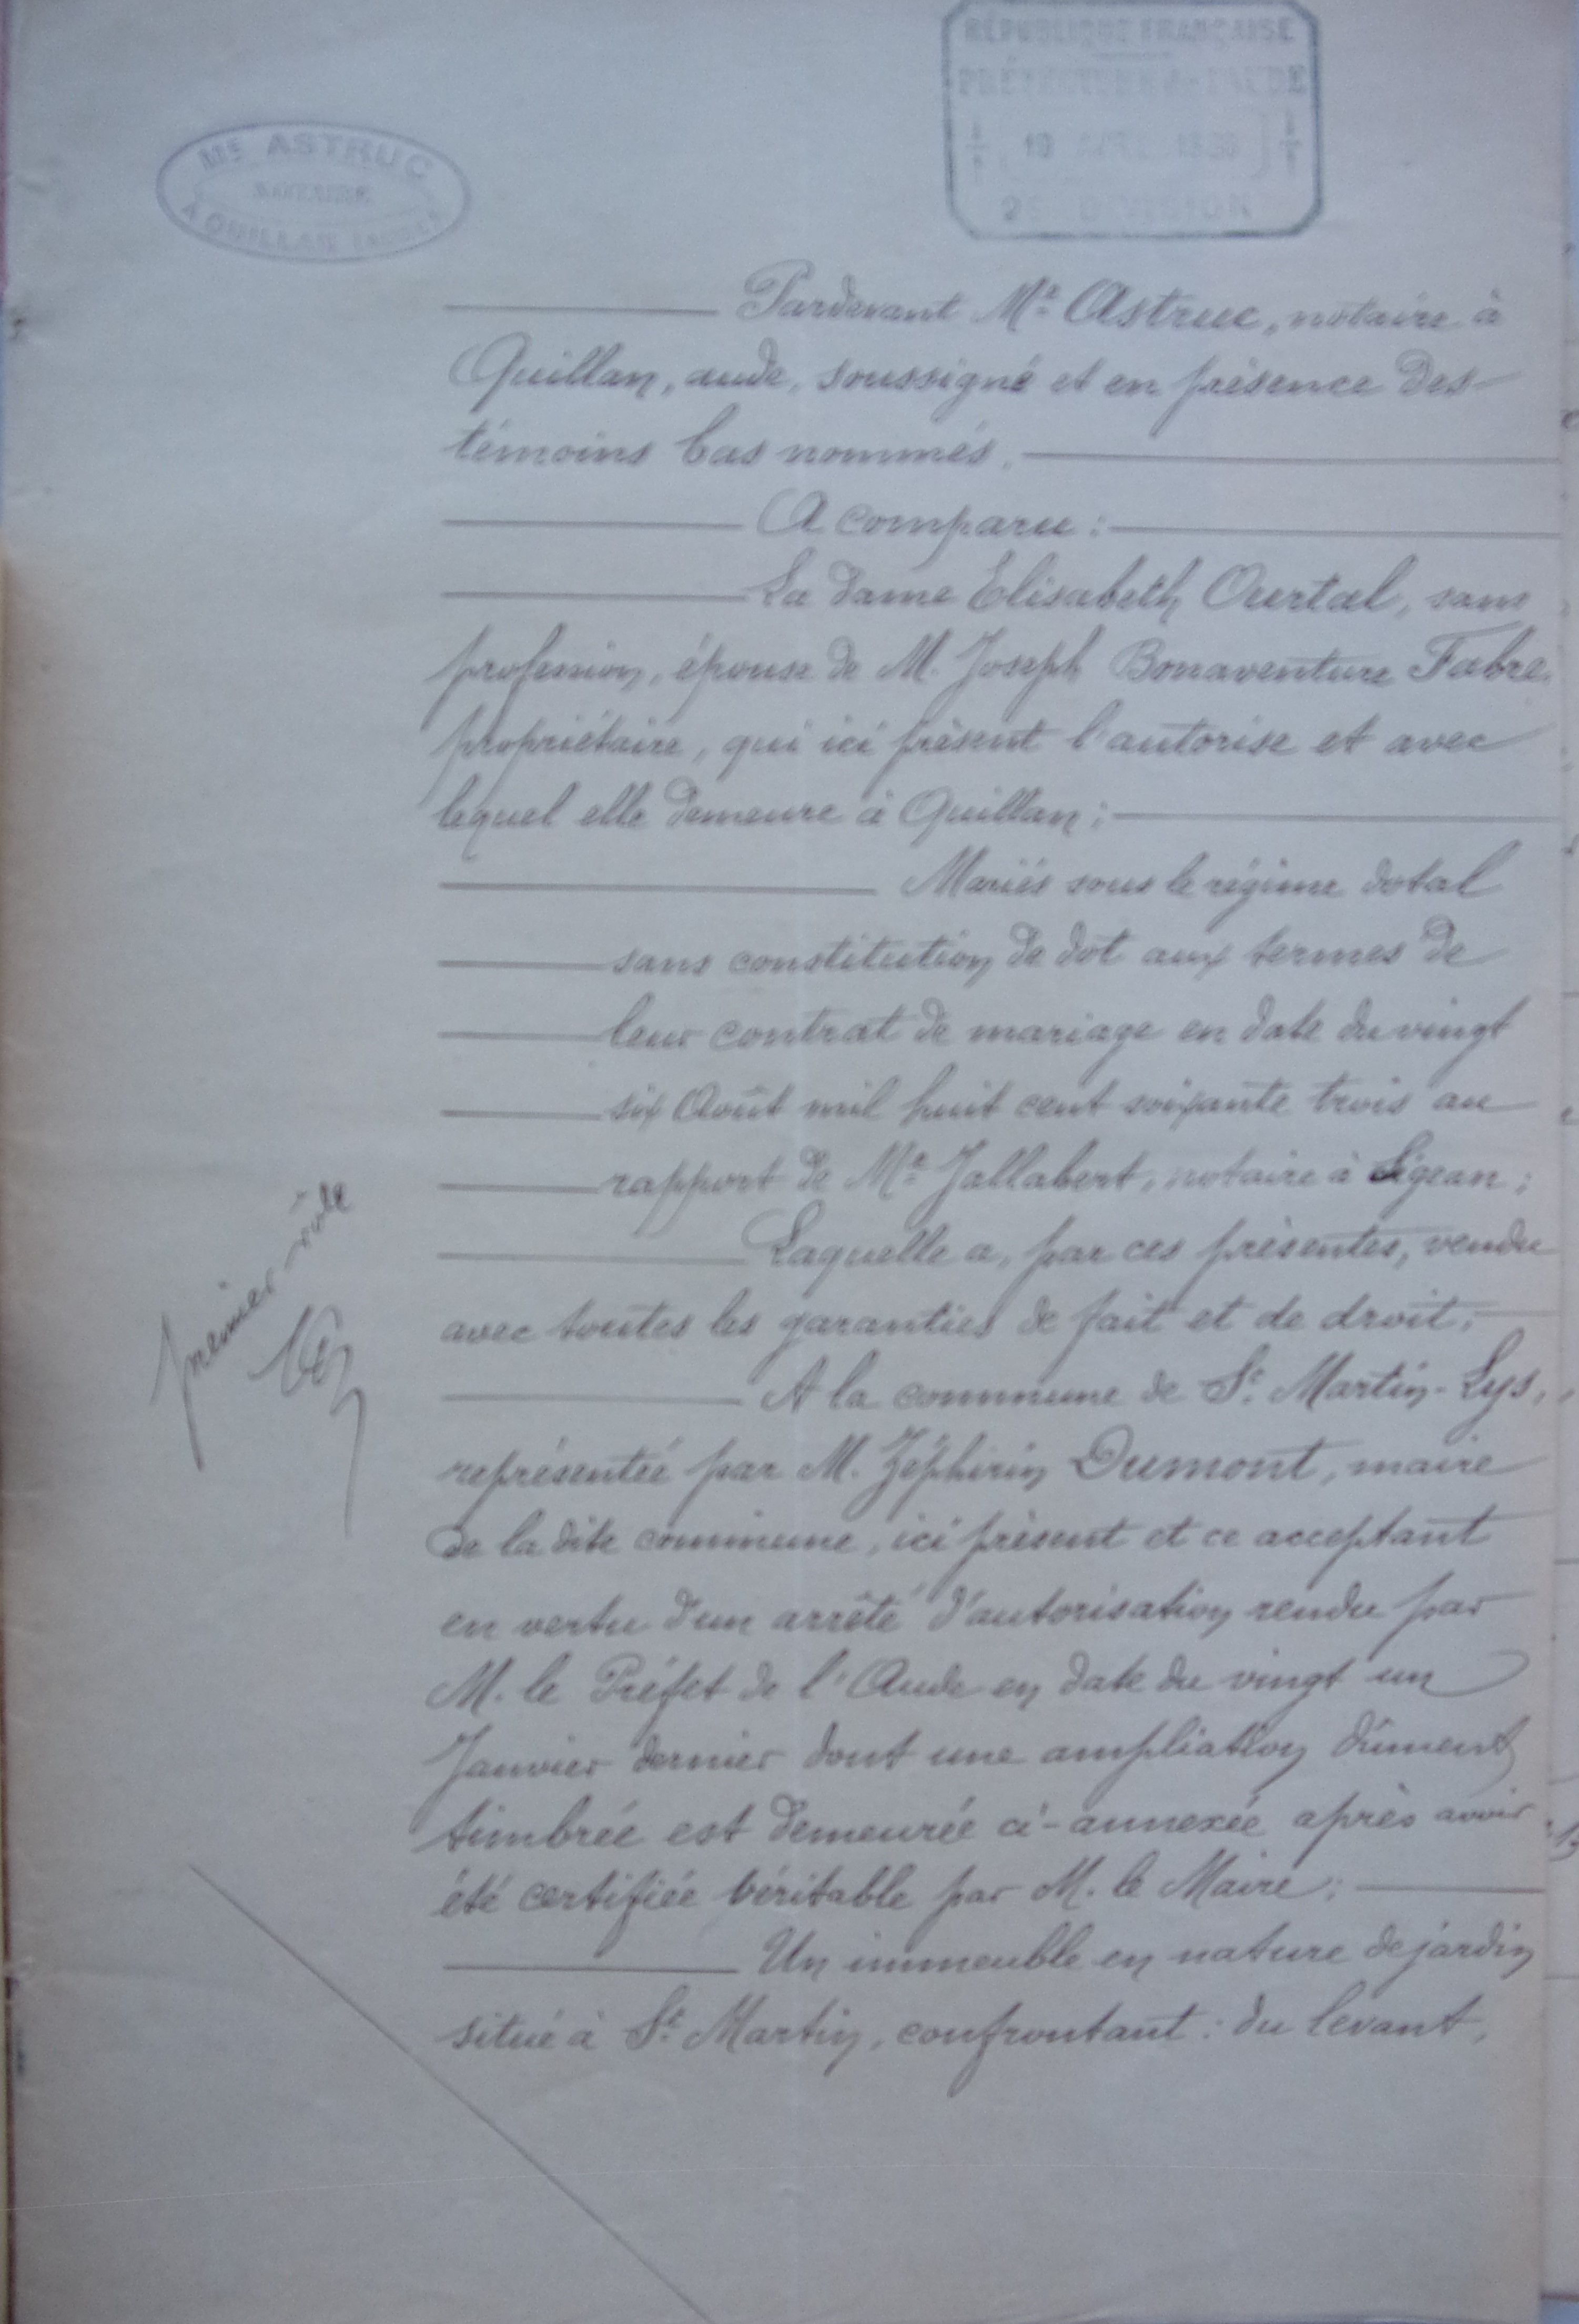 RÉPUBLIQUE FRANÇAISE
PRÉFECTURE DE L'AUDE
19
2e DIVISION
Me ASTRUC
NOTAIRE
A QUILLAN
Pardevant Me Astruc, notaire à
Quillan, aude, soussigné et en présence des
témoins bas nommés.
A comparu :
La dame Elisabeth Ourtal, sans
profession, épouse de M. Joseph Bonaventure Fabre,
propriétaire, qui ici présent l'autorise et avec
lequel elle demeure à Quillan ;
Mariés sous le régime dotal
sans constitution de dot aux termes de
leur contrat de mariage en date du vingt
six Août mil huit cent soixante trois au
rapport de Me Jallabert, notaire à Sigean ;
Laquelle a, par ces présentes, vendu
avec toutes les garanties de fait et de droit,
premier rôle
A la commune de St Martin-Lys,
représentée par M. Zéphirin Dumont, maire
de la dite commune, ici présent et ce acceptant
en vertu d'un arrêté d'autorisation rendu par
M. le Préfet de l'Aude en date du vingt un
Janvier dernier dont une ampliation dûment
timbrée est demeurée ci-annexée après avoir
été certifiée véritable par M. le Maire ;
Un immeuble en nature de jardin
situé à St Martin, confrontant : du levant,